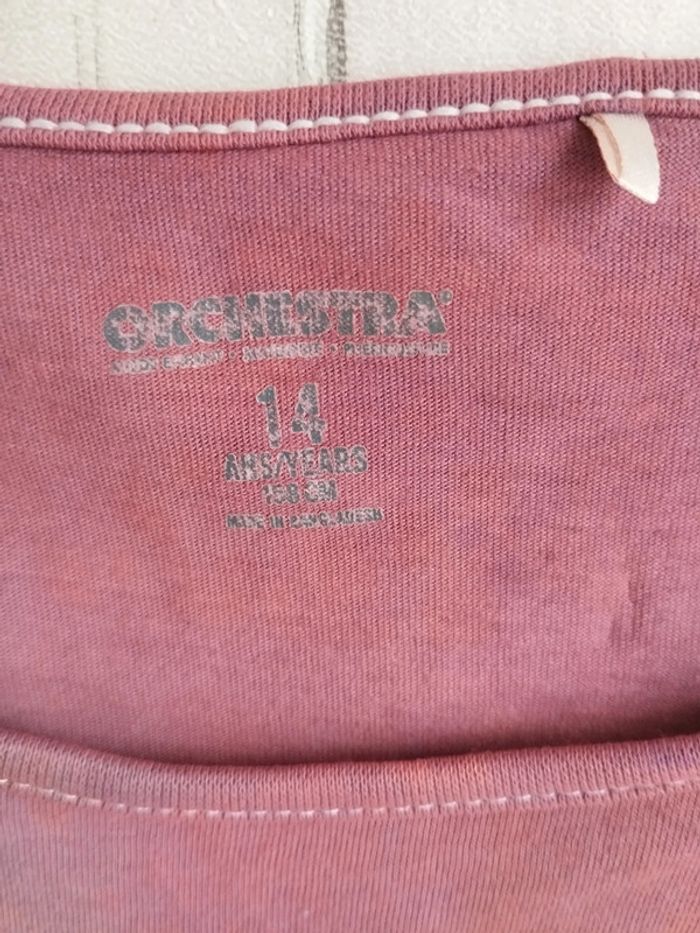 ORCHESTRA®
14
ANS/YEARS
158 CM
MADE IN BANGLADESH